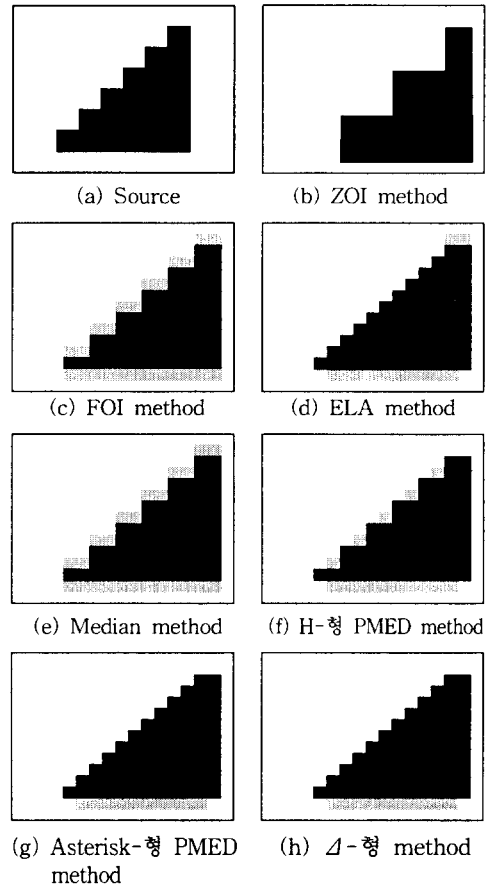 (a) Source
(b) ZOI method
(c) FOI method
(d) ELA method
(e) Median method
(f) H-형 PMED method
(g) Asterisk-형 PMED
method
(h) ⊿-형 method